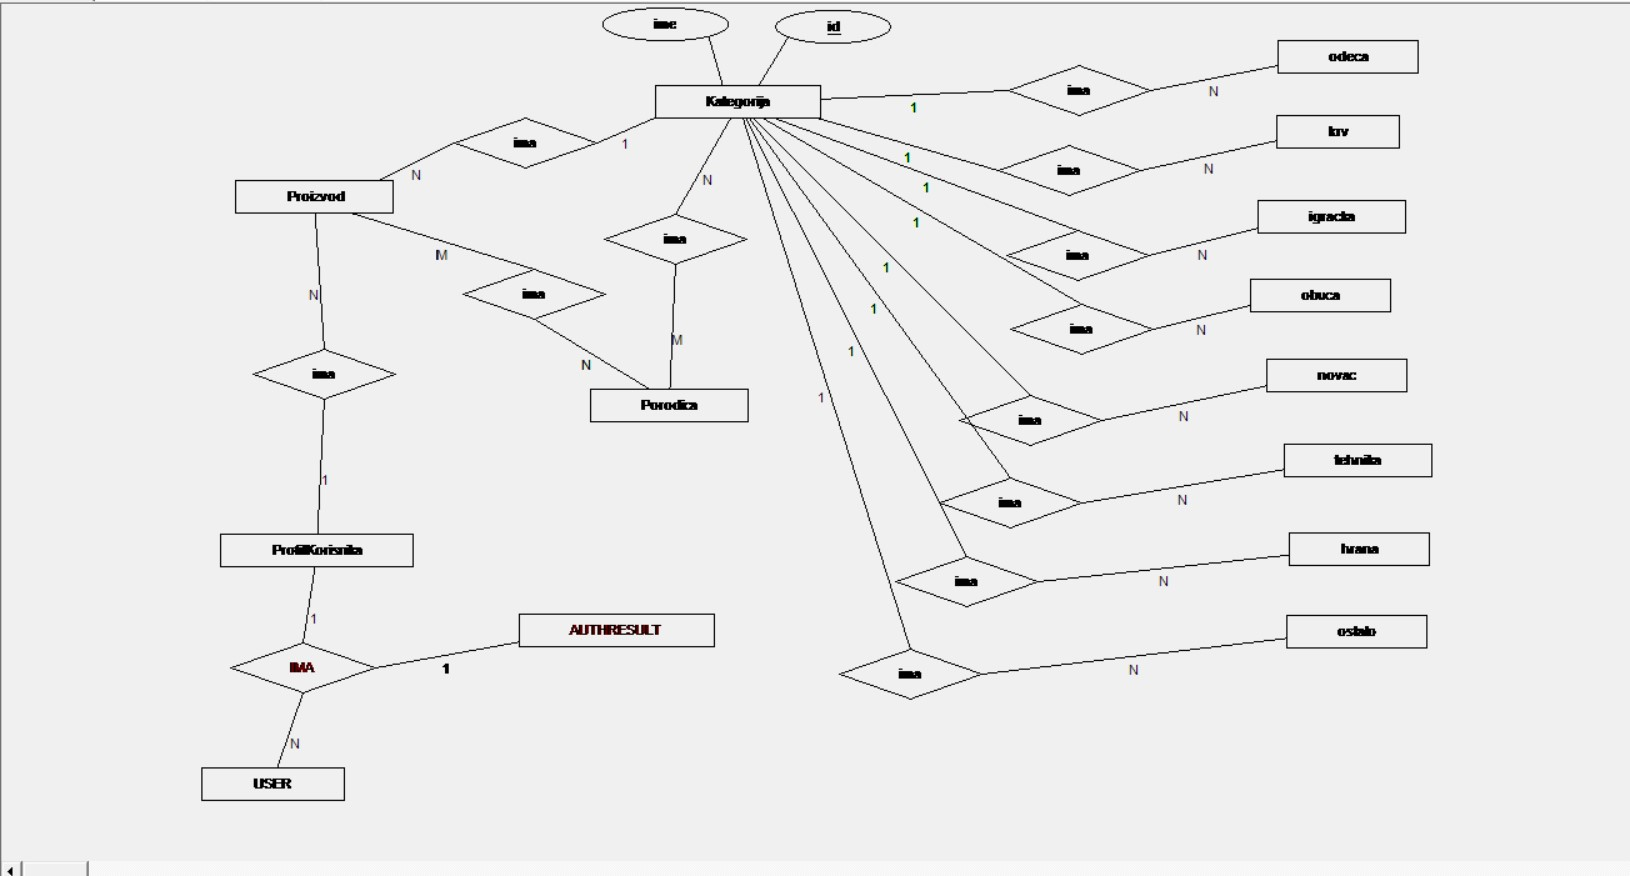 ime
id
Kategorija
ima
1
N
Proizvod
N
ima
M
ima
N
Porodica
N
ima
M
1
ProfilKorisnika
1
IMA
1
AUTHRESULT
N
USER
1
ima
N
odeca
1
ima
N
krv
1
ima
N
igracka
1
ima
N
obuca
1
ima
N
novac
1
ima
N
tehnika
1
ima
N
hrana
1
ima
N
ostalo